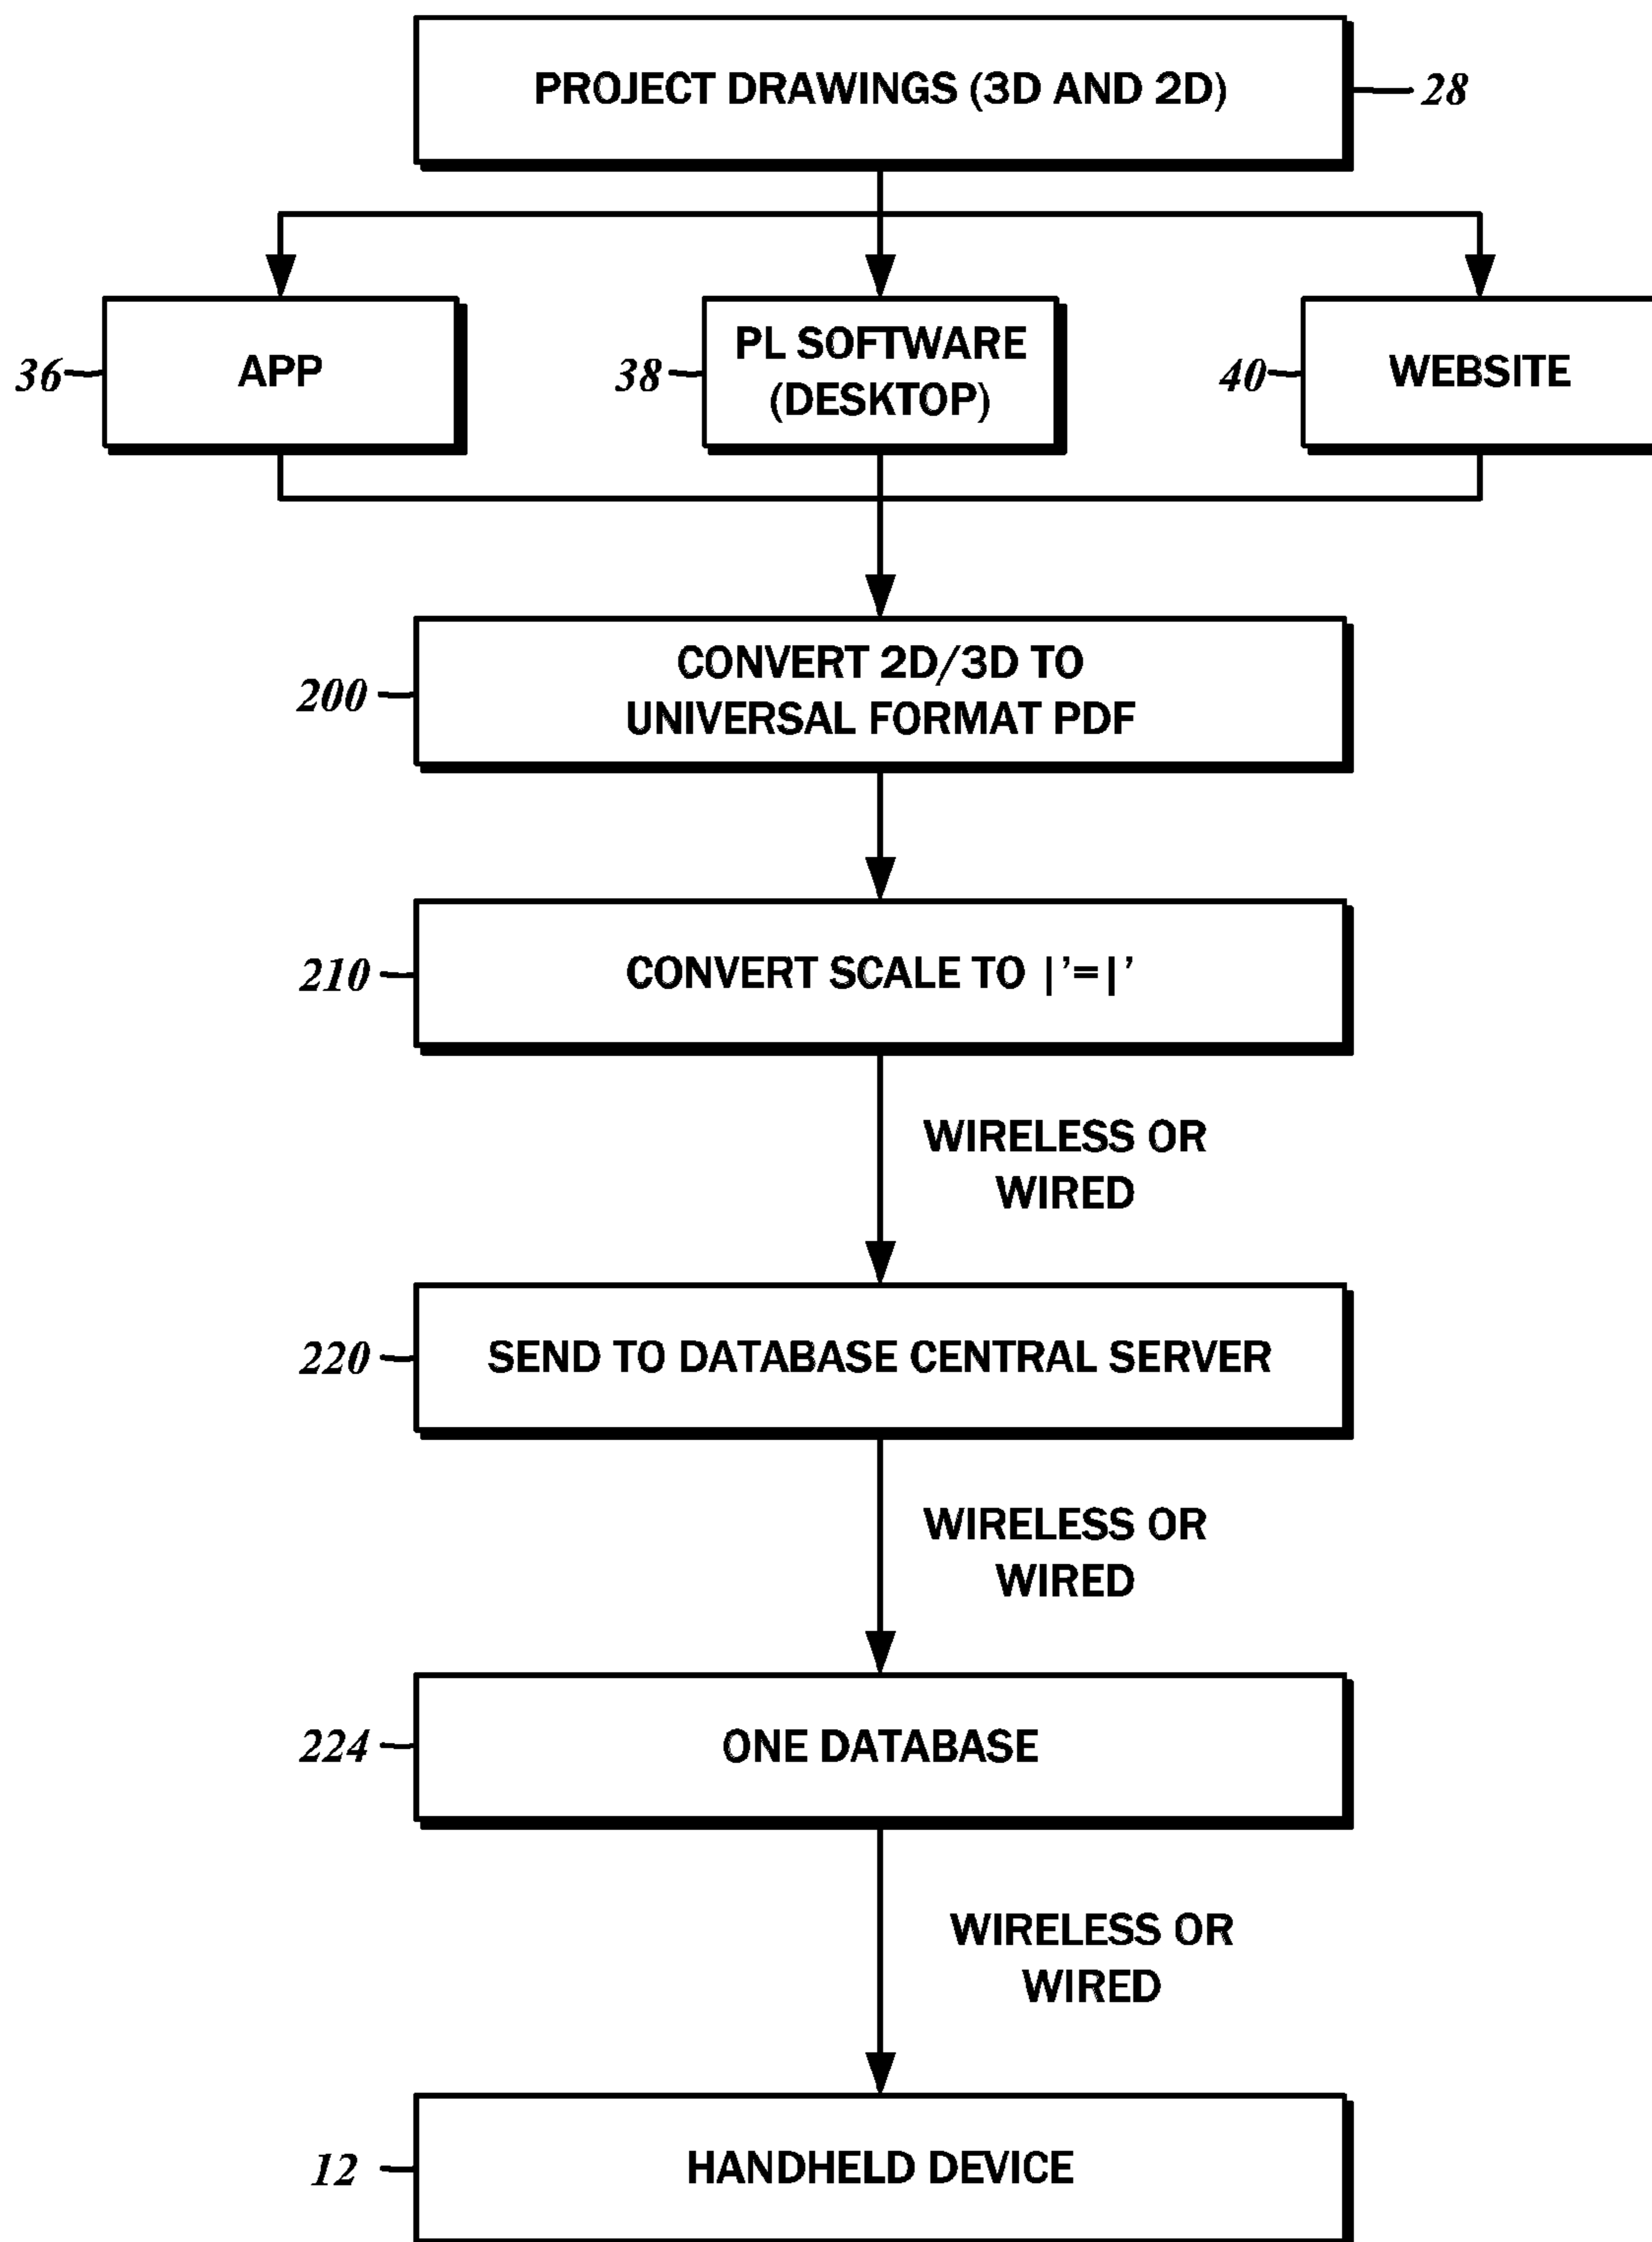 PROJECT DRAWINGS (3D AND 2D)
28
36
APP
38
PL SOFTWARE
(DESKTOP)
40
WEBSITE
200
CONVERT 2D/3D TO
UNIVERSAL FORMAT PDF
210
CONVERT SCALE TO |’=|’
WIRELESS OR
WIRED
220
SEND TO DATABASE CENTRAL SERVER
WIRELESS OR
WIRED
224
ONE DATABASE
WIRELESS OR
WIRED
12
HANDHELD DEVICE